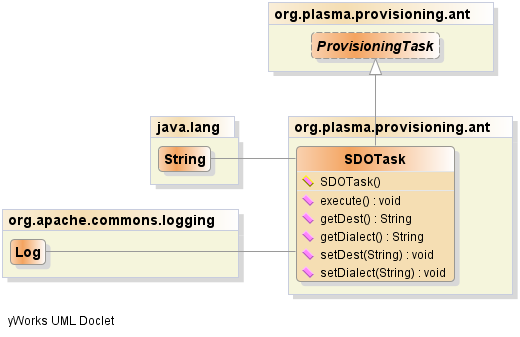 org.plasma.provisioning.ant
ProvisioningTask
java.lang
String
org.plasma.provisioning.ant
SDOTask
SDOTask()
execute() : void
getDest() : String
getDialect() : String
setDest(String) : void
setDialect(String) : void
org.apache.commons.logging
Log
yWorks UML Doclet